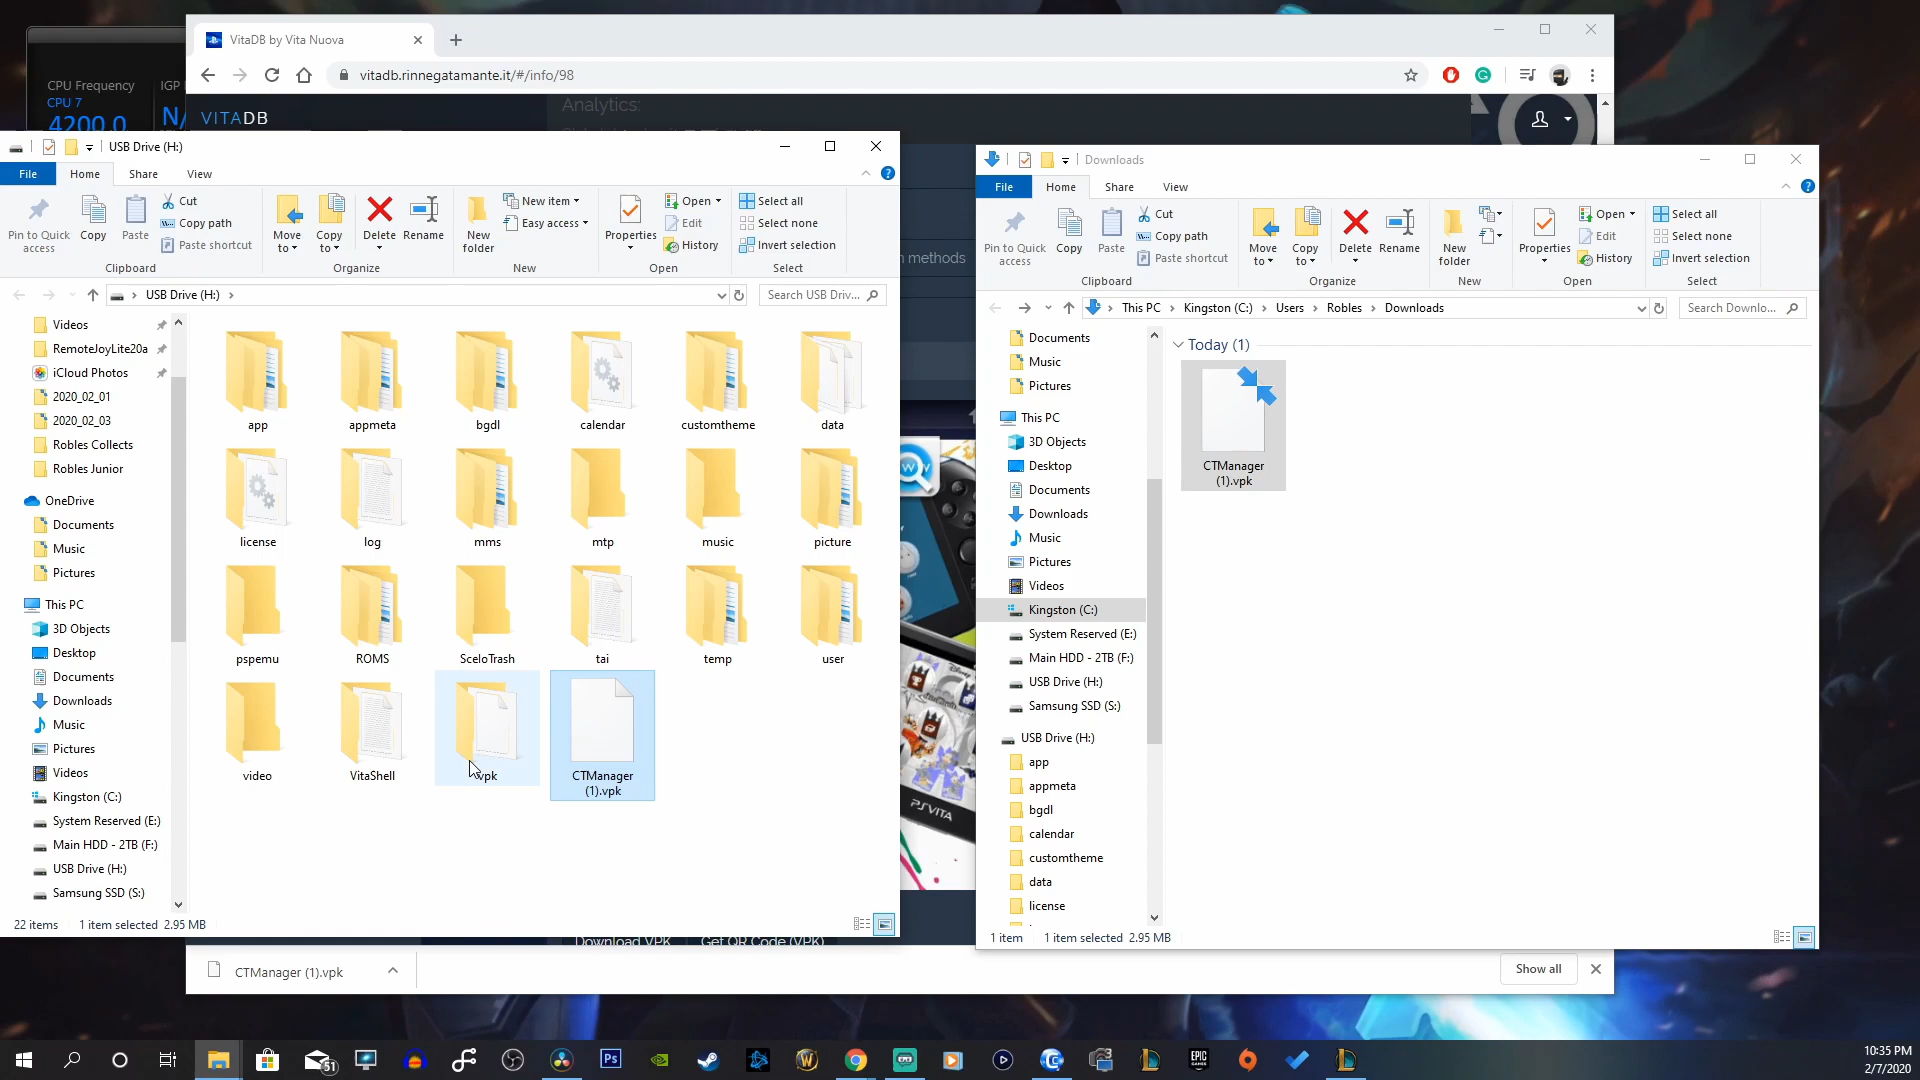 VitaDB by Vita Nuova
vitadb.rinnegatamante.it/#/info/98
CPU Frequency
IGP
CPU 7
4200.0
N/
VITADB
Analytics:
USB Drive (H:)
File
Home
Share
View
Pin to Quick access
Copy
Paste
Cut
Copy path
Paste shortcut
Clipboard
Move to
Copy to
Delete
Rename
Organize
New folder
New item
Easy access
New
Properties
Open
Edit
History
Open
Select all
Select none
Invert selection
Select
USB Drive (H:)
Search USB Driv...
Videos
RemoteJoyLite20a
iCloud Photos
2020_02_01
2020_02_03
Robles Collects
Robles Junior
OneDrive
Documents
Music
Pictures
This PC
3D Objects
Desktop
Documents
Downloads
Music
Pictures
Videos
Kingston (C:)
System Reserved (E:)
Main HDD - 2TB (F:)
USB Drive (H:)
Samsung SSD (S:)
app
appmeta
bgdl
calendar
customtheme
data
license
log
mms
mtp
music
picture
pspemu
ROMS
SceIoTrash
tai
temp
user
video
VitaShell
vpk
CTManager
(1).vpk
22 items
1 item selected 2.95 MB
n methods
PSVITA
Downloads
File
Home
Share
View
Pin to Quick access
Copy
Paste
Cut
Copy path
Paste shortcut
Clipboard
Move to
Copy to
Delete
Rename
Organize
New folder
New
Properties
Open
Edit
History
Open
Select all
Select none
Invert selection
Select
This PC
Kingston (C:)
Users
Robles
Downloads
Search Downlo...
Documents
Music
Pictures
This PC
3D Objects
Desktop
Documents
Downloads
Music
Pictures
Videos
Kingston (C:)
System Reserved (E:)
Main HDD - 2TB (F:)
USB Drive (H:)
Samsung SSD (S:)
USB Drive (H:)
app
appmeta
bgdl
calendar
customtheme
data
license
Today (1)
CTManager
(1).vpk
1 item
1 item selected 2.95 MB
Download VPK
Get QR Code (VPK)
CTManager (1).vpk
Show all
51
Ps
EPIC
GAMES
10:35 PM
2/7/2020